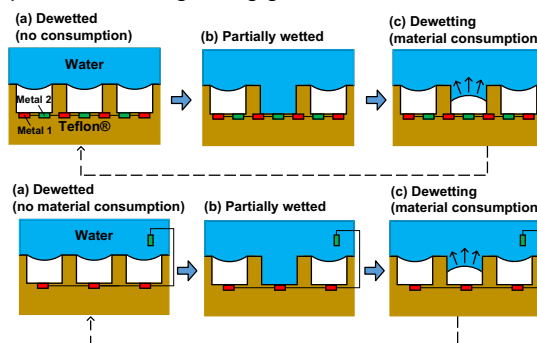 (a) Dewetted
(no consumption)
(b) Partially wetted
(c) Dewetting
(material consumption
Water
Metal 2
Metal 1
Teflon®
(a) Dewetted
(no material consumption)
(b) Partially wetted
(c) Dewetting
(material consumption)
Water